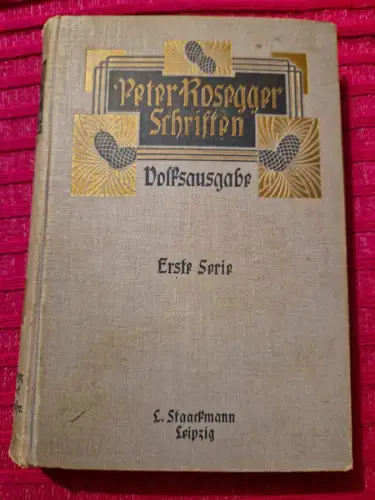 Peter Rosegger
Schriften
Volksausgabe
Erste Serie
L. Staackmann
Leipzig